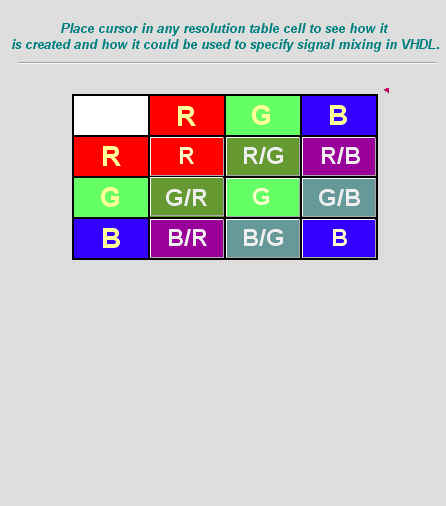 Place cursor in any resolution table cell to see how it
is created and how it could be used to specify signal mixing in VHDL.
R G B
R R R/G R/B
G G/R G G/B
B B/R B/G B